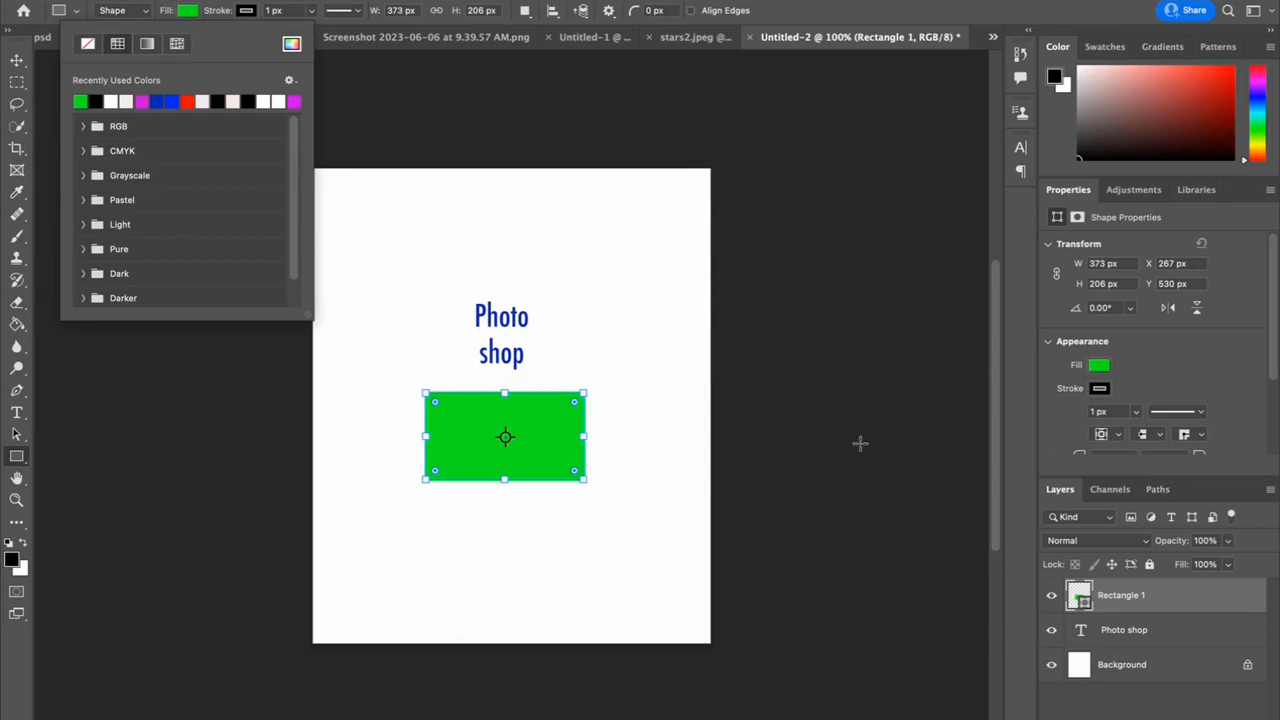 Shape Fill: Stroke: 1 px W: 373 px H: 206 px 0 px Align Edges Share
psd Screenshot 2023-06-06 at 9.39.57 AM.png Untitled-1 @ ... stars2.jpeg @... Untitled-2 @ 100% (Rectangle 1, RGB/8) *
Recently Used Colors
RGB
CMYK
Grayscale
Pastel
Light
Pure
Dark
Darker
Photo
shop
Color Swatches Gradients Patterns
Properties Adjustments Libraries
Shape Properties
Transform
W 373 px X 267 px
H 206 px Y 530 px
0.00°
Appearance
Fill
Stroke
1 px
Layers Channels Paths
Kind
Normal Opacity: 100%
Lock: Fill: 100%
Rectangle 1
Photo shop
Background